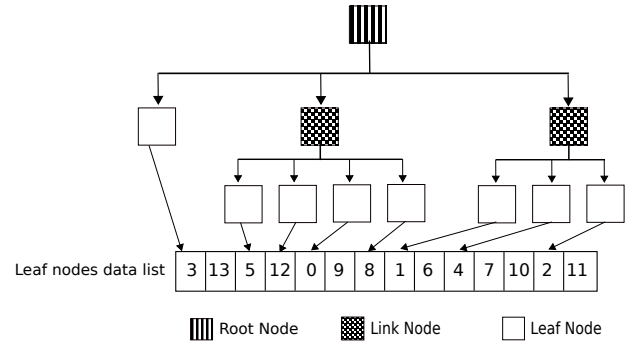 Leaf nodes data list 3 13 5 12 0 9 8 1 6 4 7 10 2 11
Root Node Link Node Leaf Node